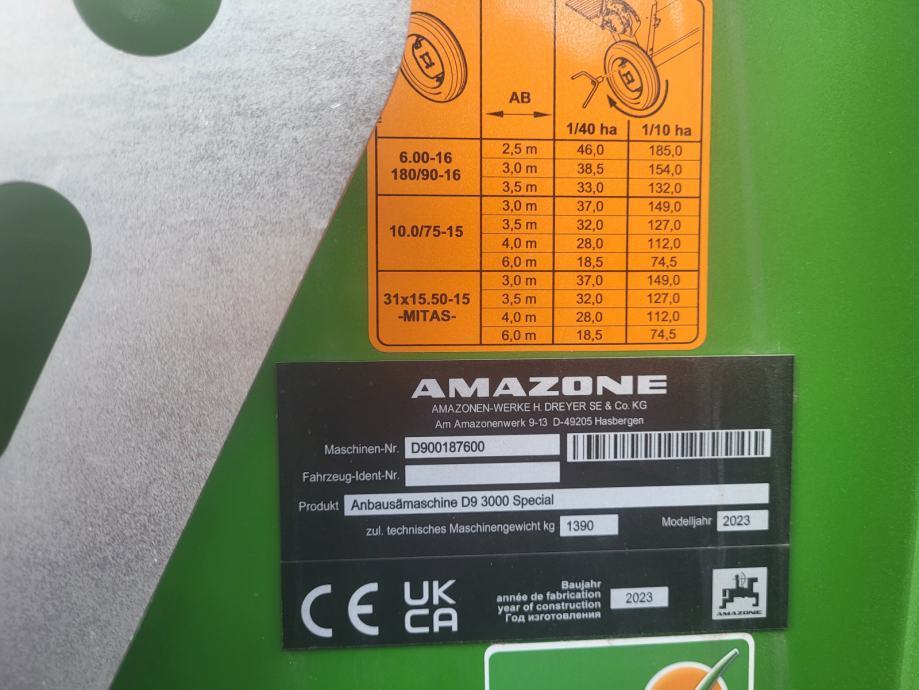 AB
1/40 ha 1/10 ha
6.00-16
180/90-16
2,5 m 46,0 185,0
3,0 m 38,5 154,0
3,5 m 33,0 132,0
10.0/75-15
3,0 m 37,0 149,0
3,5 m 32,0 127,0
4,0 m 28,0 112,0
6,0 m 18,5 74,5
31x15.50-15
-MITAS-
3,0 m 37,0 149,0
3,5 m 32,0 127,0
4,0 m 28,0 112,0
6,0 m 18,5 74,5
AMAZONE
AMAZONEN-WERKE H. DREYER SE & Co. KG
Am Amazonenwerk 9-13 D-49205 Hasbergen
Maschinen-Nr. D900187600
Fahrzeug-Ident-Nr.
Produkt Anbausämaschine D9 3000 Special
zul. technisches Maschinengewicht kg 1390 Modelljahr 2023
CE UK
CA
Baujahr
année de fabrication
year of construction
Год изготовления
2023
AMAZONE